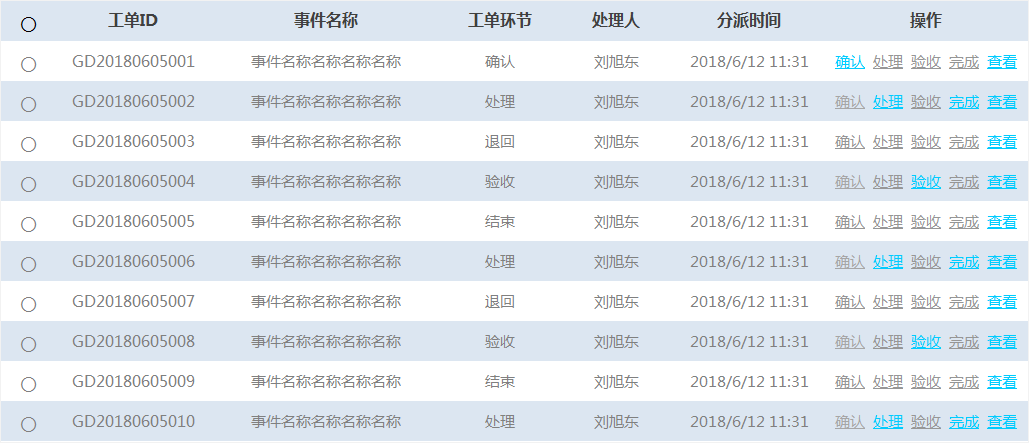 工单ID 事件名称 工单环节 处理人 分派时间 操作
GD20180605001 事件名称名称名称名称 确认 刘旭东 2018/6/12 11:31 确认 处理 验收 完成 查看
GD20180605002 事件名称名称名称名称 处理 刘旭东 2018/6/12 11:31 确认 处理 验收 完成 查看
GD20180605003 事件名称名称名称名称 退回 刘旭东 2018/6/12 11:31 确认 处理 验收 完成 查看
GD20180605004 事件名称名称名称名称 验收 刘旭东 2018/6/12 11:31 确认 处理 验收 完成 查看
GD20180605005 事件名称名称名称名称 结束 刘旭东 2018/6/12 11:31 确认 处理 验收 完成 查看
GD20180605006 事件名称名称名称名称 处理 刘旭东 2018/6/12 11:31 确认 处理 验收 完成 查看
GD20180605007 事件名称名称名称名称 退回 刘旭东 2018/6/12 11:31 确认 处理 验收 完成 查看
GD20180605008 事件名称名称名称名称 验收 刘旭东 2018/6/12 11:31 确认 处理 验收 完成 查看
GD20180605009 事件名称名称名称名称 结束 刘旭东 2018/6/12 11:31 确认 处理 验收 完成 查看
GD20180605010 事件名称名称名称名称 处理 刘旭东 2018/6/12 11:31 确认 处理 验收 完成 查看